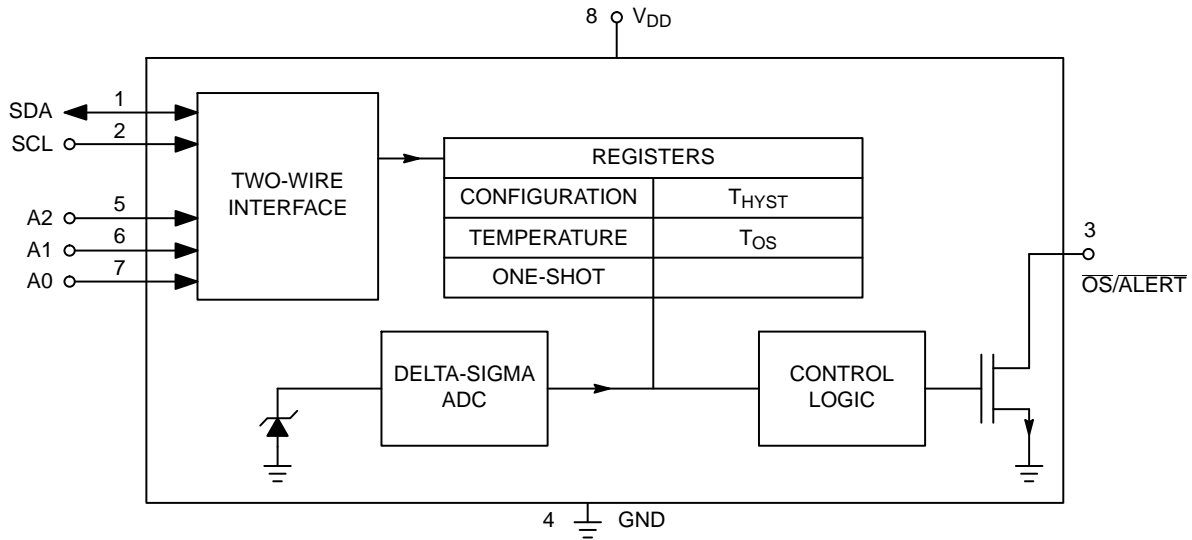 8 VDD
SDA 1
SCL 2
A2 5
A1 6
A0 7
TWO-WIRE
INTERFACE
REGISTERS
CONFIGURATION THYST
TEMPERATURE TOS
ONE-SHOT
3
OS/ALERT
DELTA-SIGMA
ADC
CONTROL
LOGIC
4 GND